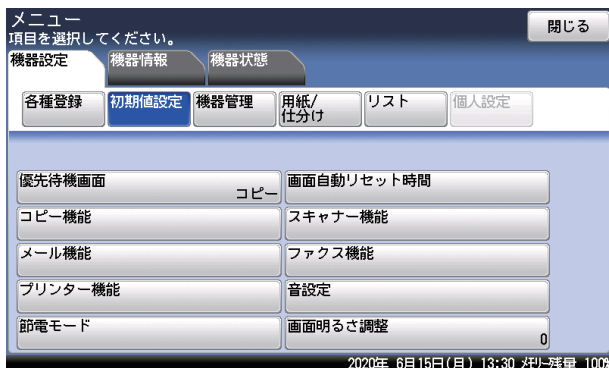 メニュー
項目を選択してください。
閉じる
機器設定 機器情報 機器状態
各種登録 初期値設定 機器管理 用紙/ リスト 個人設定
仕分け
優先待機画面 画面自動リセット時間
コピー
コピー機能 スキャナー機能
メール機能 ファクス機能
プリンター機能 音設定
節電モード 画面明るさ調整
0
2020年 6月15日(月) 13:30 メモリー残量 100%